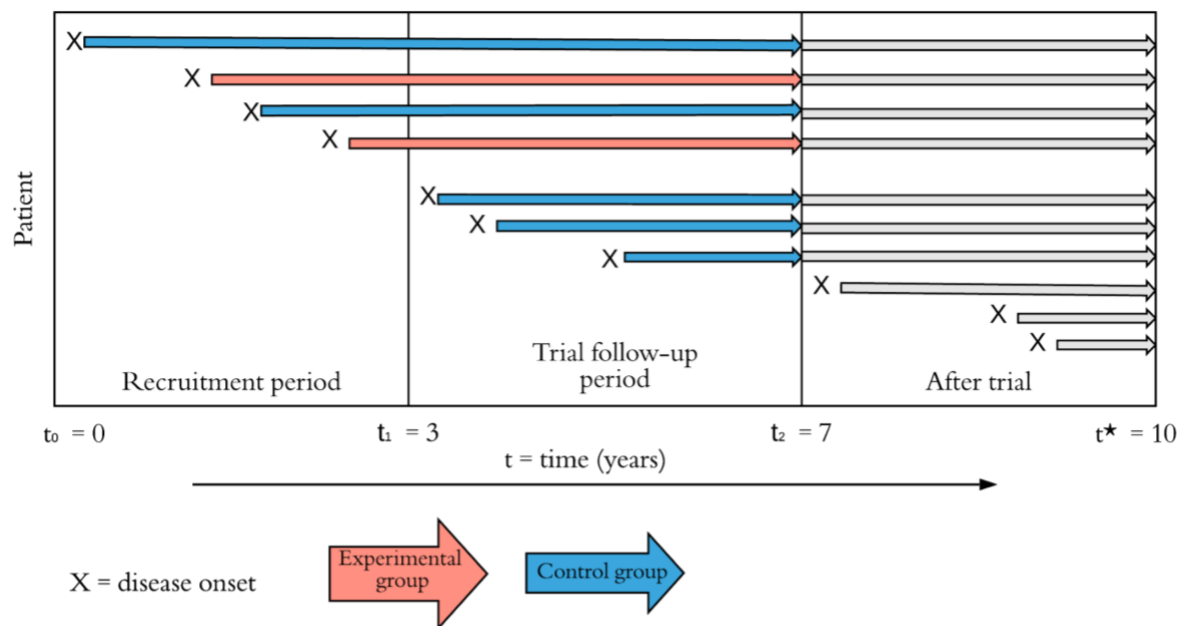 X
X
X
X
X
X
X
X
X
X
Patient
Trial follow-up
period
Recruitment period
After trial
t₀ = 0
t₁ = 3
t₂ = 7
t★ = 10
t = time (years)
X = disease onset
Experimental
group
Control group